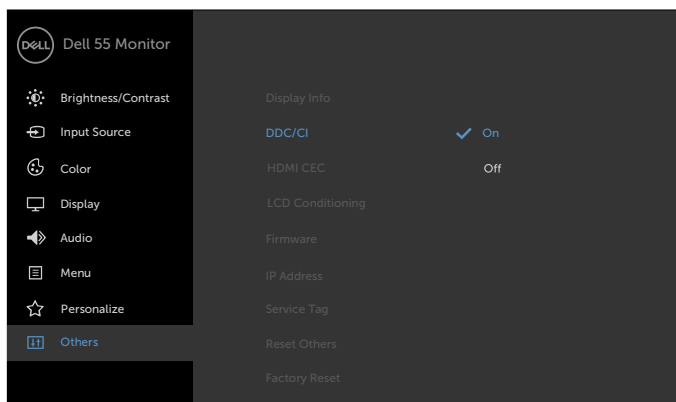 DELL Dell 55 Monitor
Brightness/Contrast
Display Info
Input Source
DDC/CI On
Color
HDMI CEC Off
Display
LCD Conditioning
Audio
Firmware
Menu
IP Address
Personalize
Service Tag
Others
Reset Others
Factory Reset